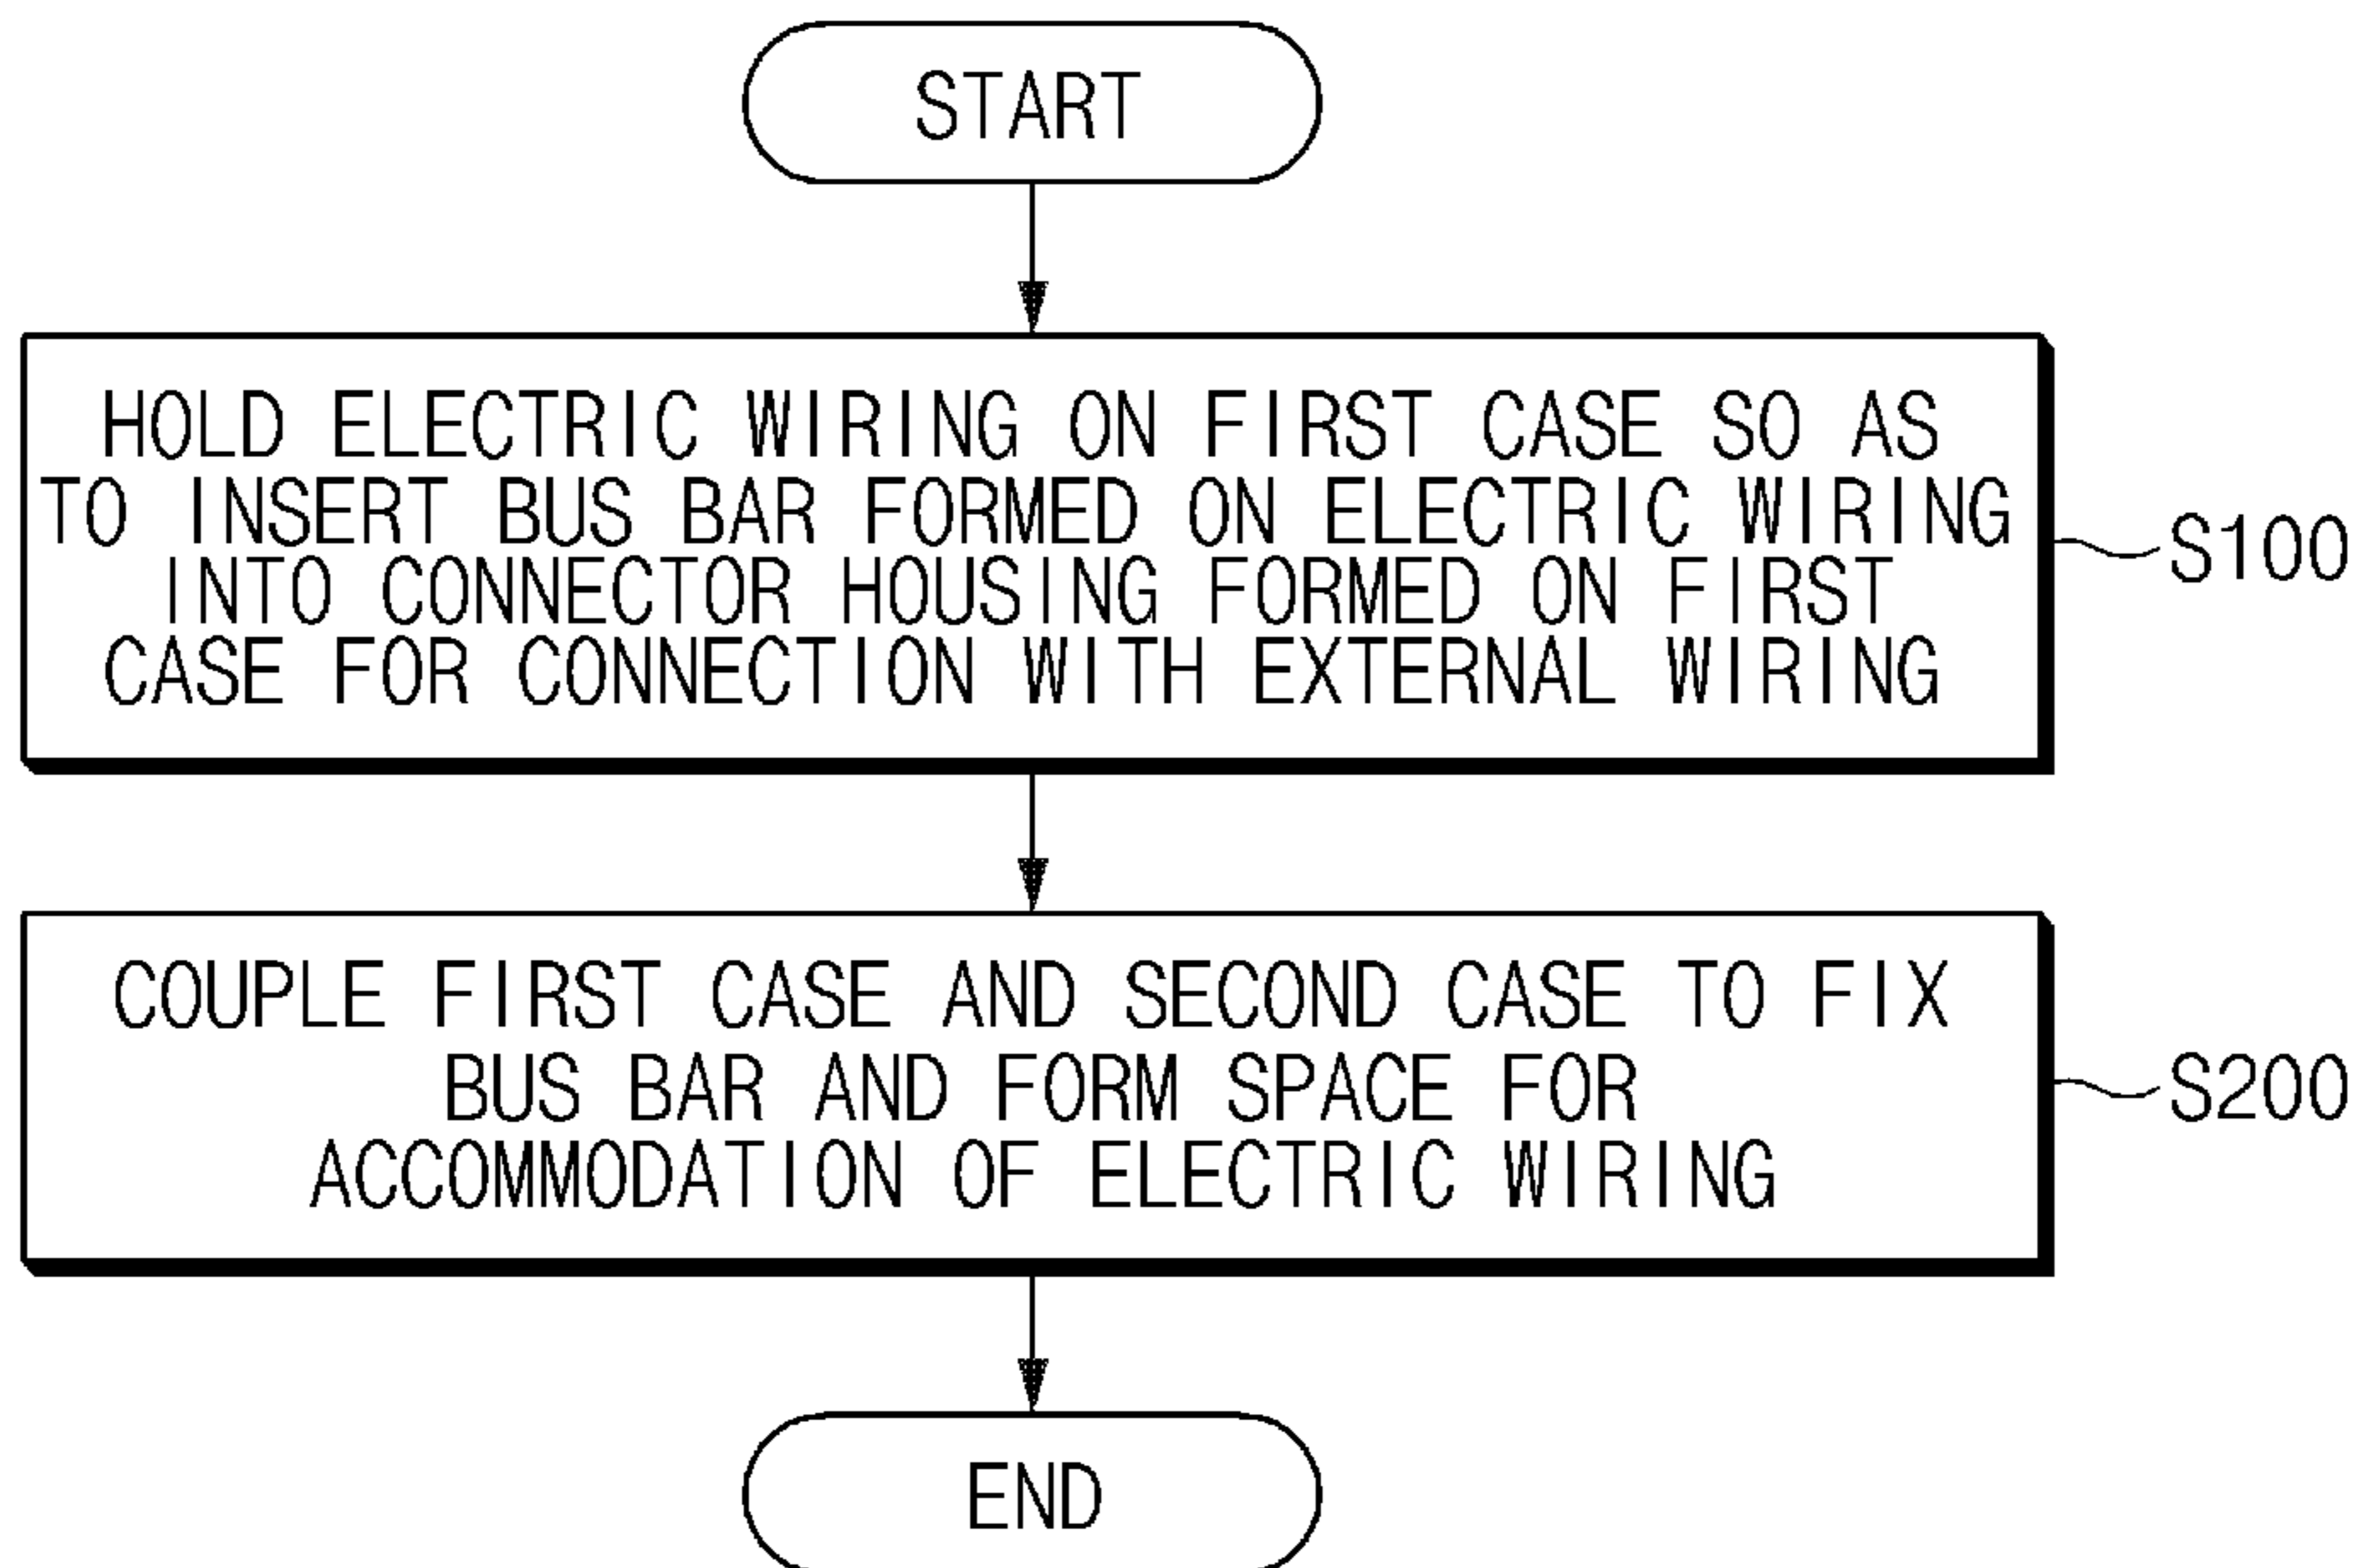 START
HOLD ELECTRIC WIRING ON FIRST CASE SO AS
TO INSERT BUS BAR FORMED ON ELECTRIC WIRING
INTO CONNECTOR HOUSING FORMED ON FIRST
CASE FOR CONNECTION WITH EXTERNAL WIRING
S100
COUPLE FIRST CASE AND SECOND CASE TO FIX
BUS BAR AND FORM SPACE FOR
ACCOMMODATION OF ELECTRIC WIRING
S200
END